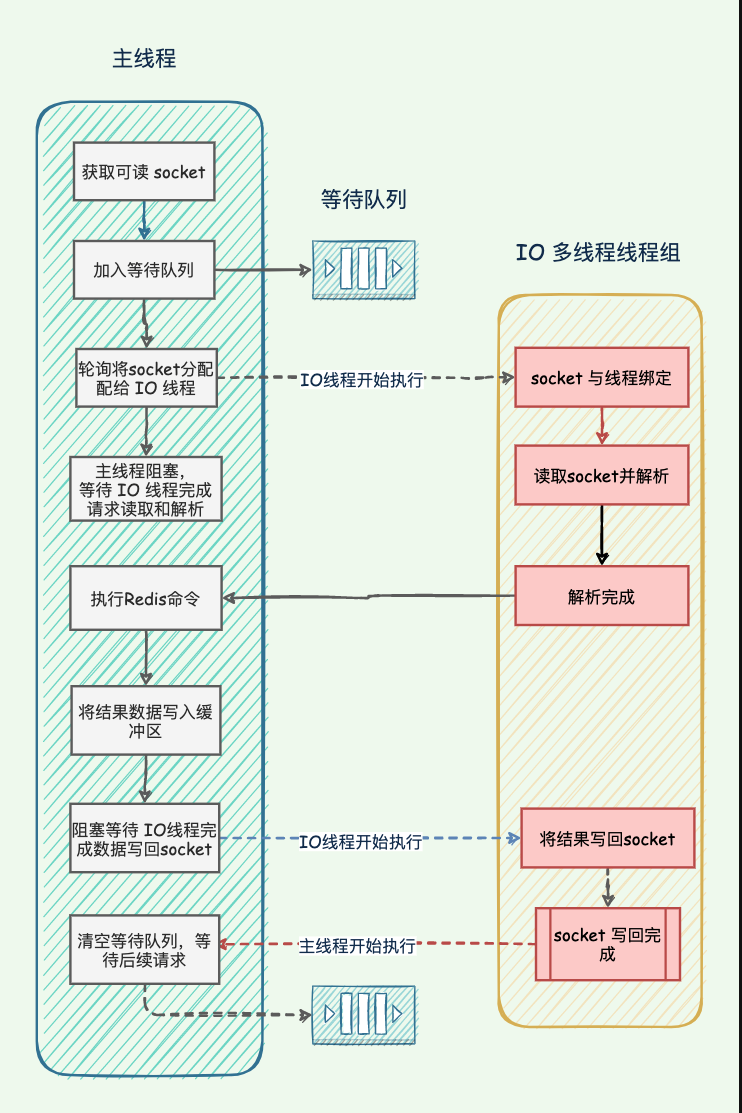 主线程
获取可读 socket
等待队列
加入等待队列
IO 多线程线程组
轮询将socket分配
配给 IO 线程
IO线程开始执行
socket 与线程绑定
主线程阻塞，
等待 IO 线程完成
请求读取和解析
读取socket并解析
执行Redis命令
解析完成
将结果数据写入缓
冲区
阻塞等待 IO线程完
成数据写回socket
IO线程开始执行
将结果写回socket
清空等待队列，等
待后续请求
主线程开始执行
socket 写回完
成